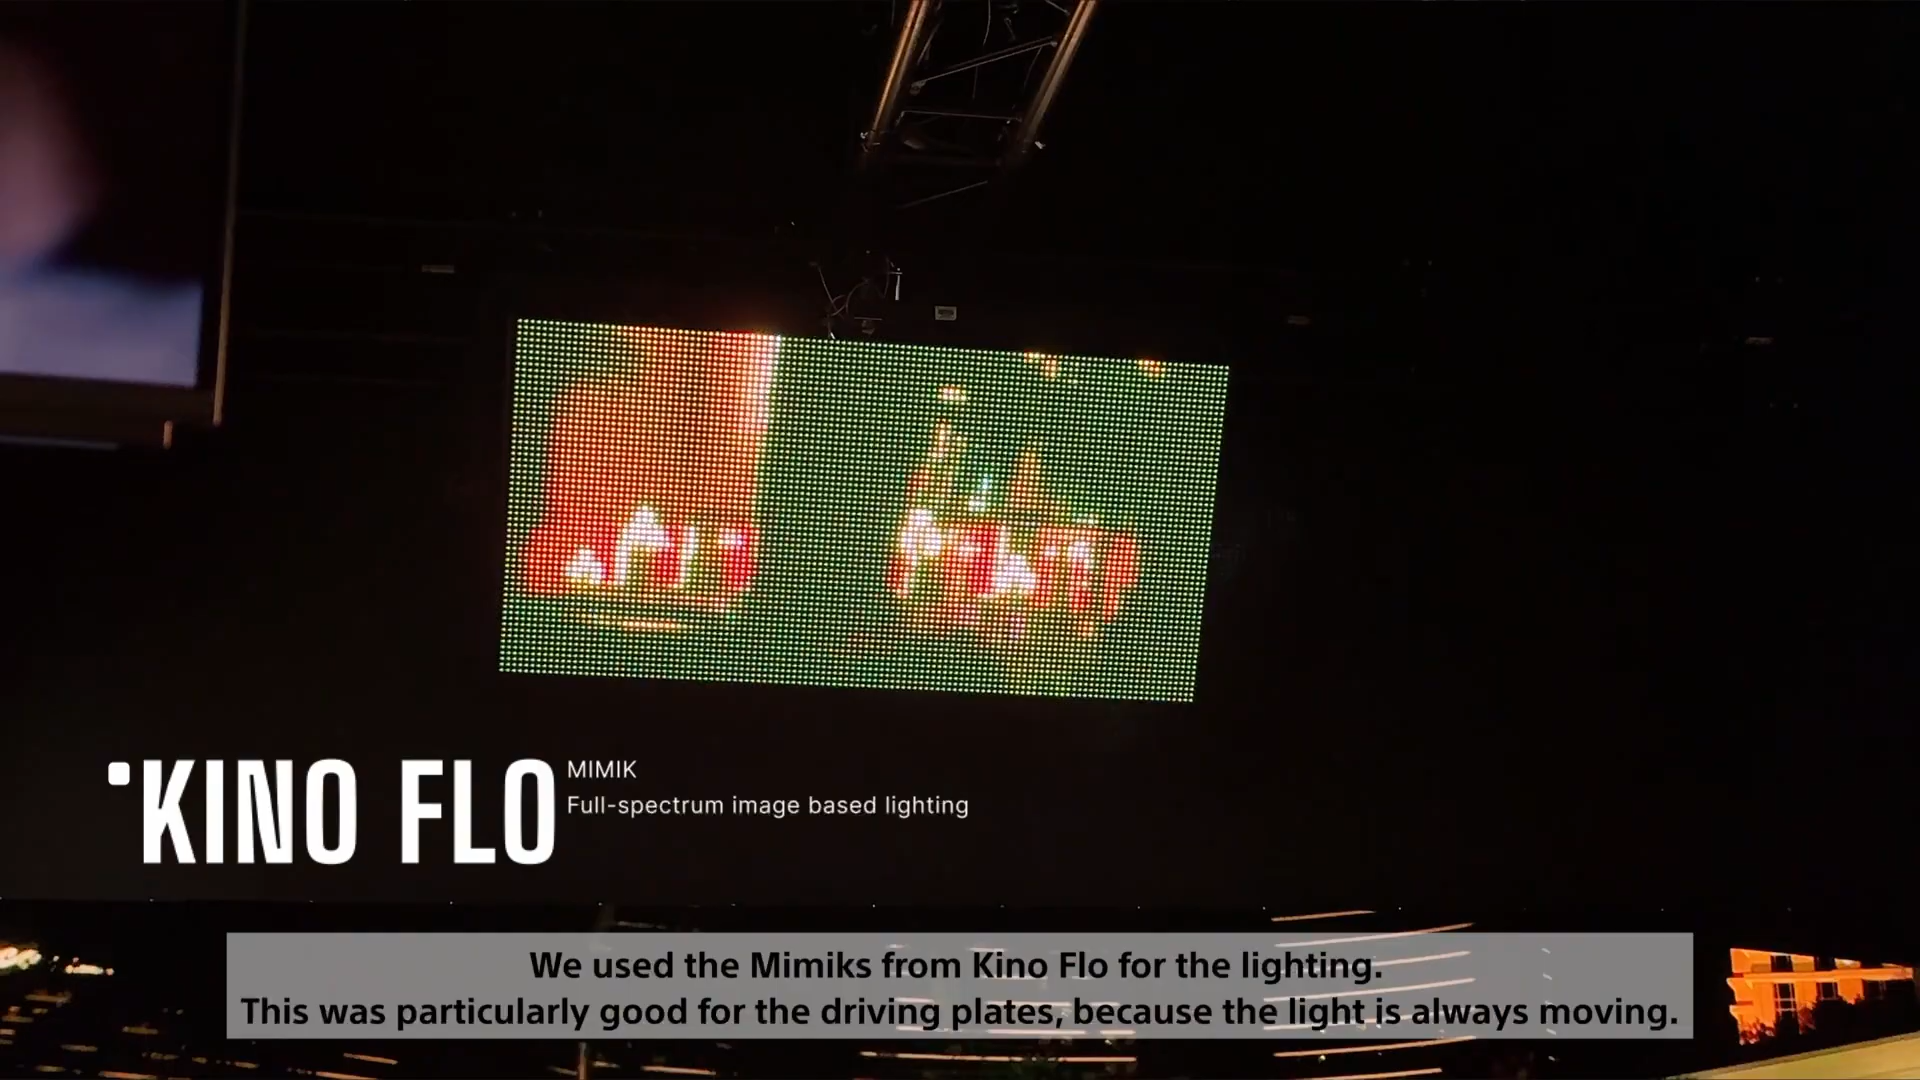 KINO FLO
MIMIK
Full-spectrum image based lighting
We used the Mimiks from Kino Flo for the lighting.
This was particularly good for the driving plates, because the light is always moving.